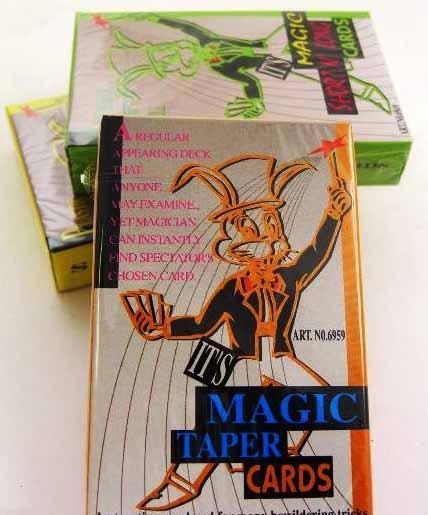 IT'S
MAGIC
CARDS
A REGULAR
APPEARING DECK
THAT
ANYONE
MAY EXAMINE,
YET MAGICIAN
CAN INSTANTLY
FIND SPECTATOR'S
CHOSEN CARD.
ART. NO.6959
IT'S
MAGIC
TAPER
CARDS